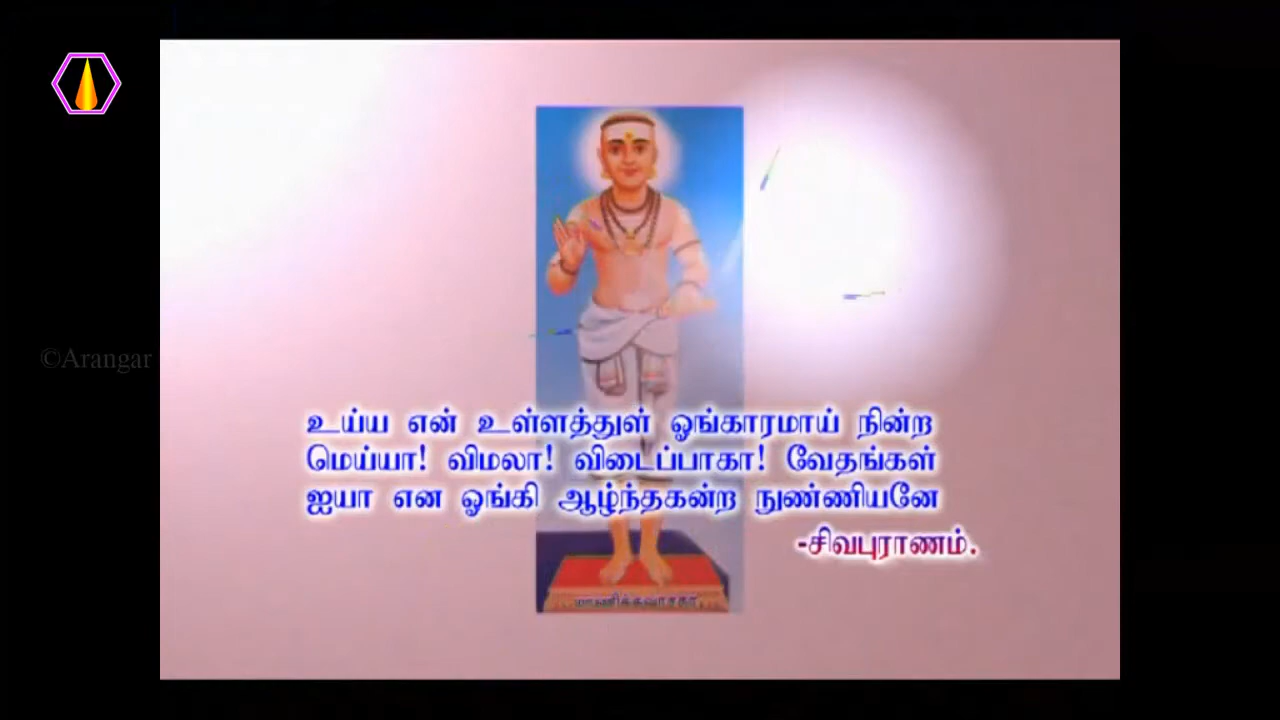 ©Arangar
உய்ய என் உள்ளத்துள் ஓங்காரமாய் நின்ற
மெய்யா! விமலா! விடைப்பாகா! வேதங்கள்
ஐயா என ஓங்கி ஆழ்ந்தகன்ற நுண்ணியனே
-சிவபுராணம்.
மாணிக்கவாசகர்